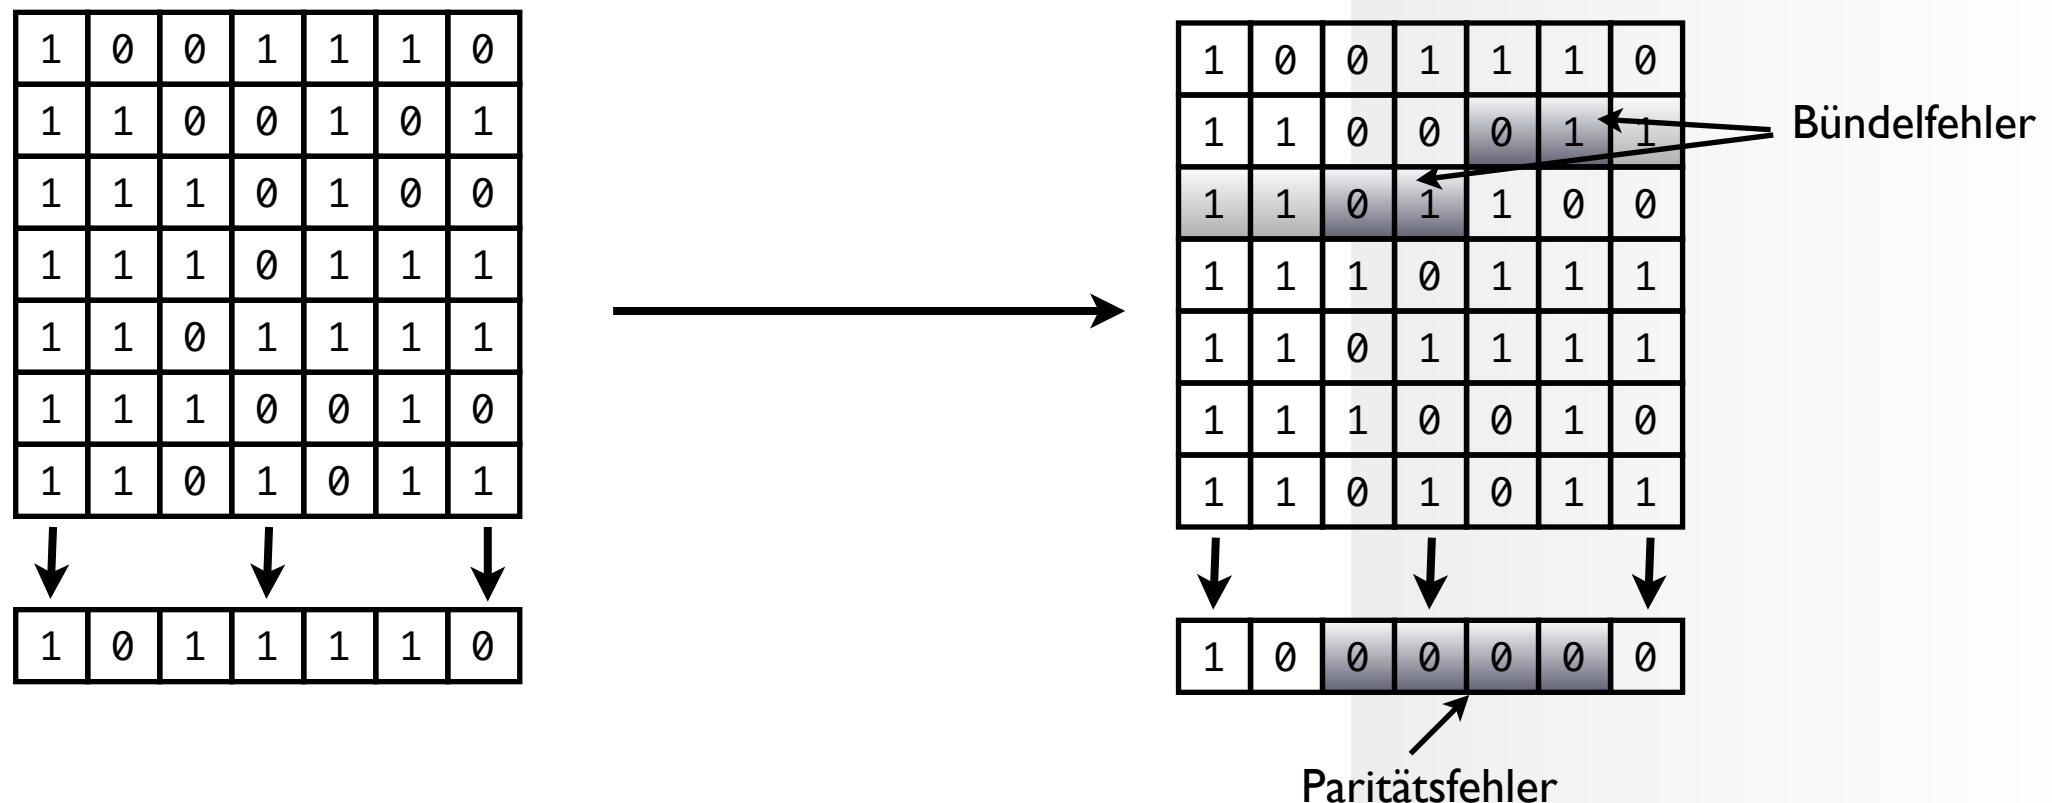 1 0 0 1 1 1 0
1 1 0 0 1 0 1
1 1 1 0 1 0 0
1 1 1 0 1 1 1
1 1 0 1 1 1 1
1 1 1 0 0 1 0
1 1 0 1 0 1 1
1 0 1 1 1 1 0
1 0 0 1 1 1 0
1 1 0 0 0 1 1
Bündelfehler
1 1 0 1 1 0 0
1 1 1 0 1 1 1
1 1 0 1 1 1 1
1 1 1 0 0 1 0
1 1 0 1 0 1 1
1 0 0 0 0 0 0
Paritätsfehler